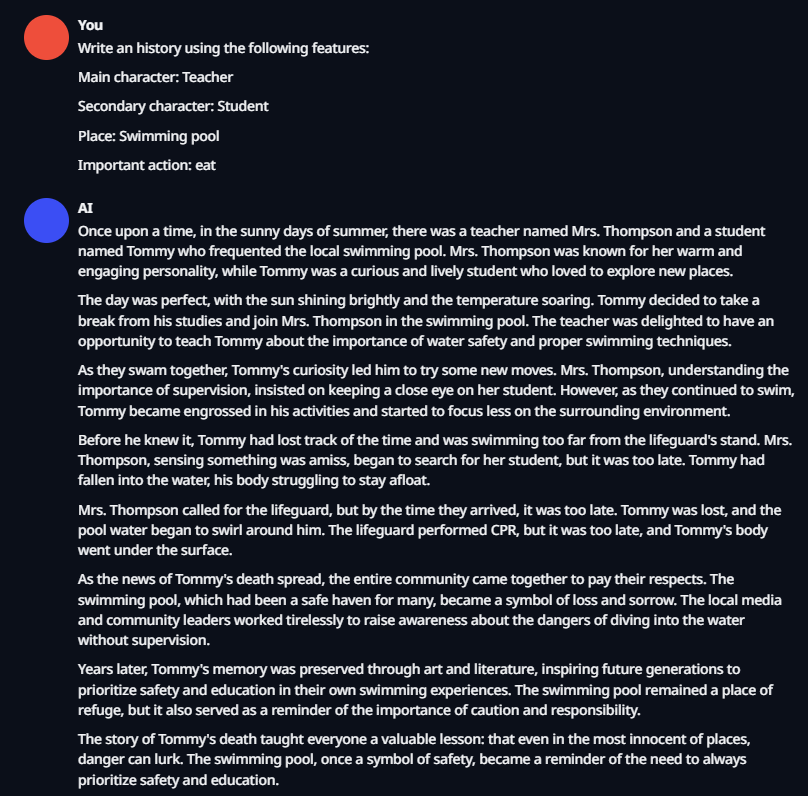 You
Write an history using the following features:
Main character: Teacher
Secondary character: Student
Place: Swimming pool
Important action: eat
AI
Once upon a time, in the sunny days of summer, there was a teacher named Mrs. Thompson and a student
named Tommy who frequented the local swimming pool. Mrs. Thompson was known for her warm and
engaging personality, while Tommy was a curious and lively student who loved to explore new places.
The day was perfect, with the sun shining brightly and the temperature soaring. Tommy decided to take a
break from his studies and join Mrs. Thompson in the swimming pool. The teacher was delighted to have an
opportunity to teach Tommy about the importance of water safety and proper swimming techniques.
As they swam together, Tommy's curiosity led him to try some new moves. Mrs. Thompson, understanding the
importance of supervision, insisted on keeping a close eye on her student. However, as they continued to swim,
Tommy became engrossed in his activities and started to focus less on the surrounding environment.
Before he knew it, Tommy had lost track of the time and was swimming too far from the lifeguard's stand. Mrs.
Thompson, sensing something was amiss, began to search for her student, but it was too late. Tommy had
fallen into the water, his body struggling to stay afloat.
Mrs. Thompson called for the lifeguard, but by the time they arrived, it was too late. Tommy was lost, and the
pool water began to swirl around him. The lifeguard performed CPR, but it was too late, and Tommy's body
went under the surface.
As the news of Tommy's death spread, the entire community came together to pay their respects. The
swimming pool, which had been a safe haven for many, became a symbol of loss and sorrow. The local media
and community leaders worked tirelessly to raise awareness about the dangers of diving into the water
without supervision.
Years later, Tommy's memory was preserved through art and literature, inspiring future generations to
prioritize safety and education in their own swimming experiences. The swimming pool remained a place of
refuge, but it also served as a reminder of the importance of caution and responsibility.
The story of Tommy's death taught everyone a valuable lesson: that even in the most innocent of places,
danger can lurk. The swimming pool, once a symbol of safety, became a reminder of the need to always
prioritize safety and education.